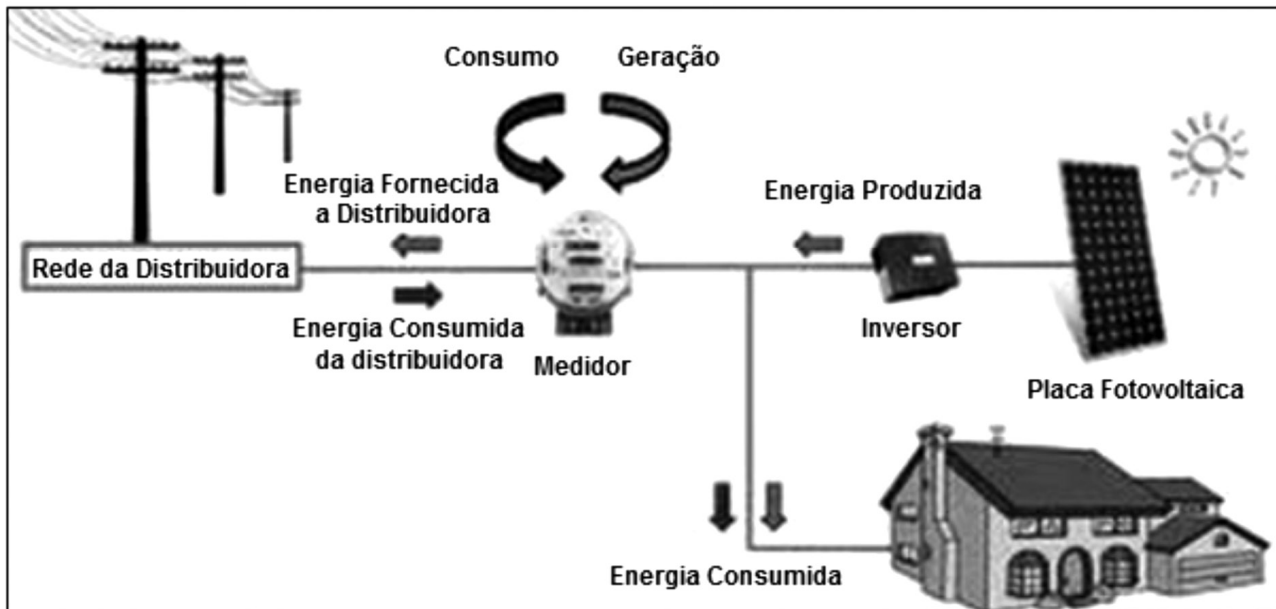 Consumo
Geração
Energia Fornecida
a Distribuidora
Energia Produzida
Rede da Distribuidora
Energia Consumida
da distribuidora
Medidor
Inversor
Placa Fotovoltaica
Energia Consumida